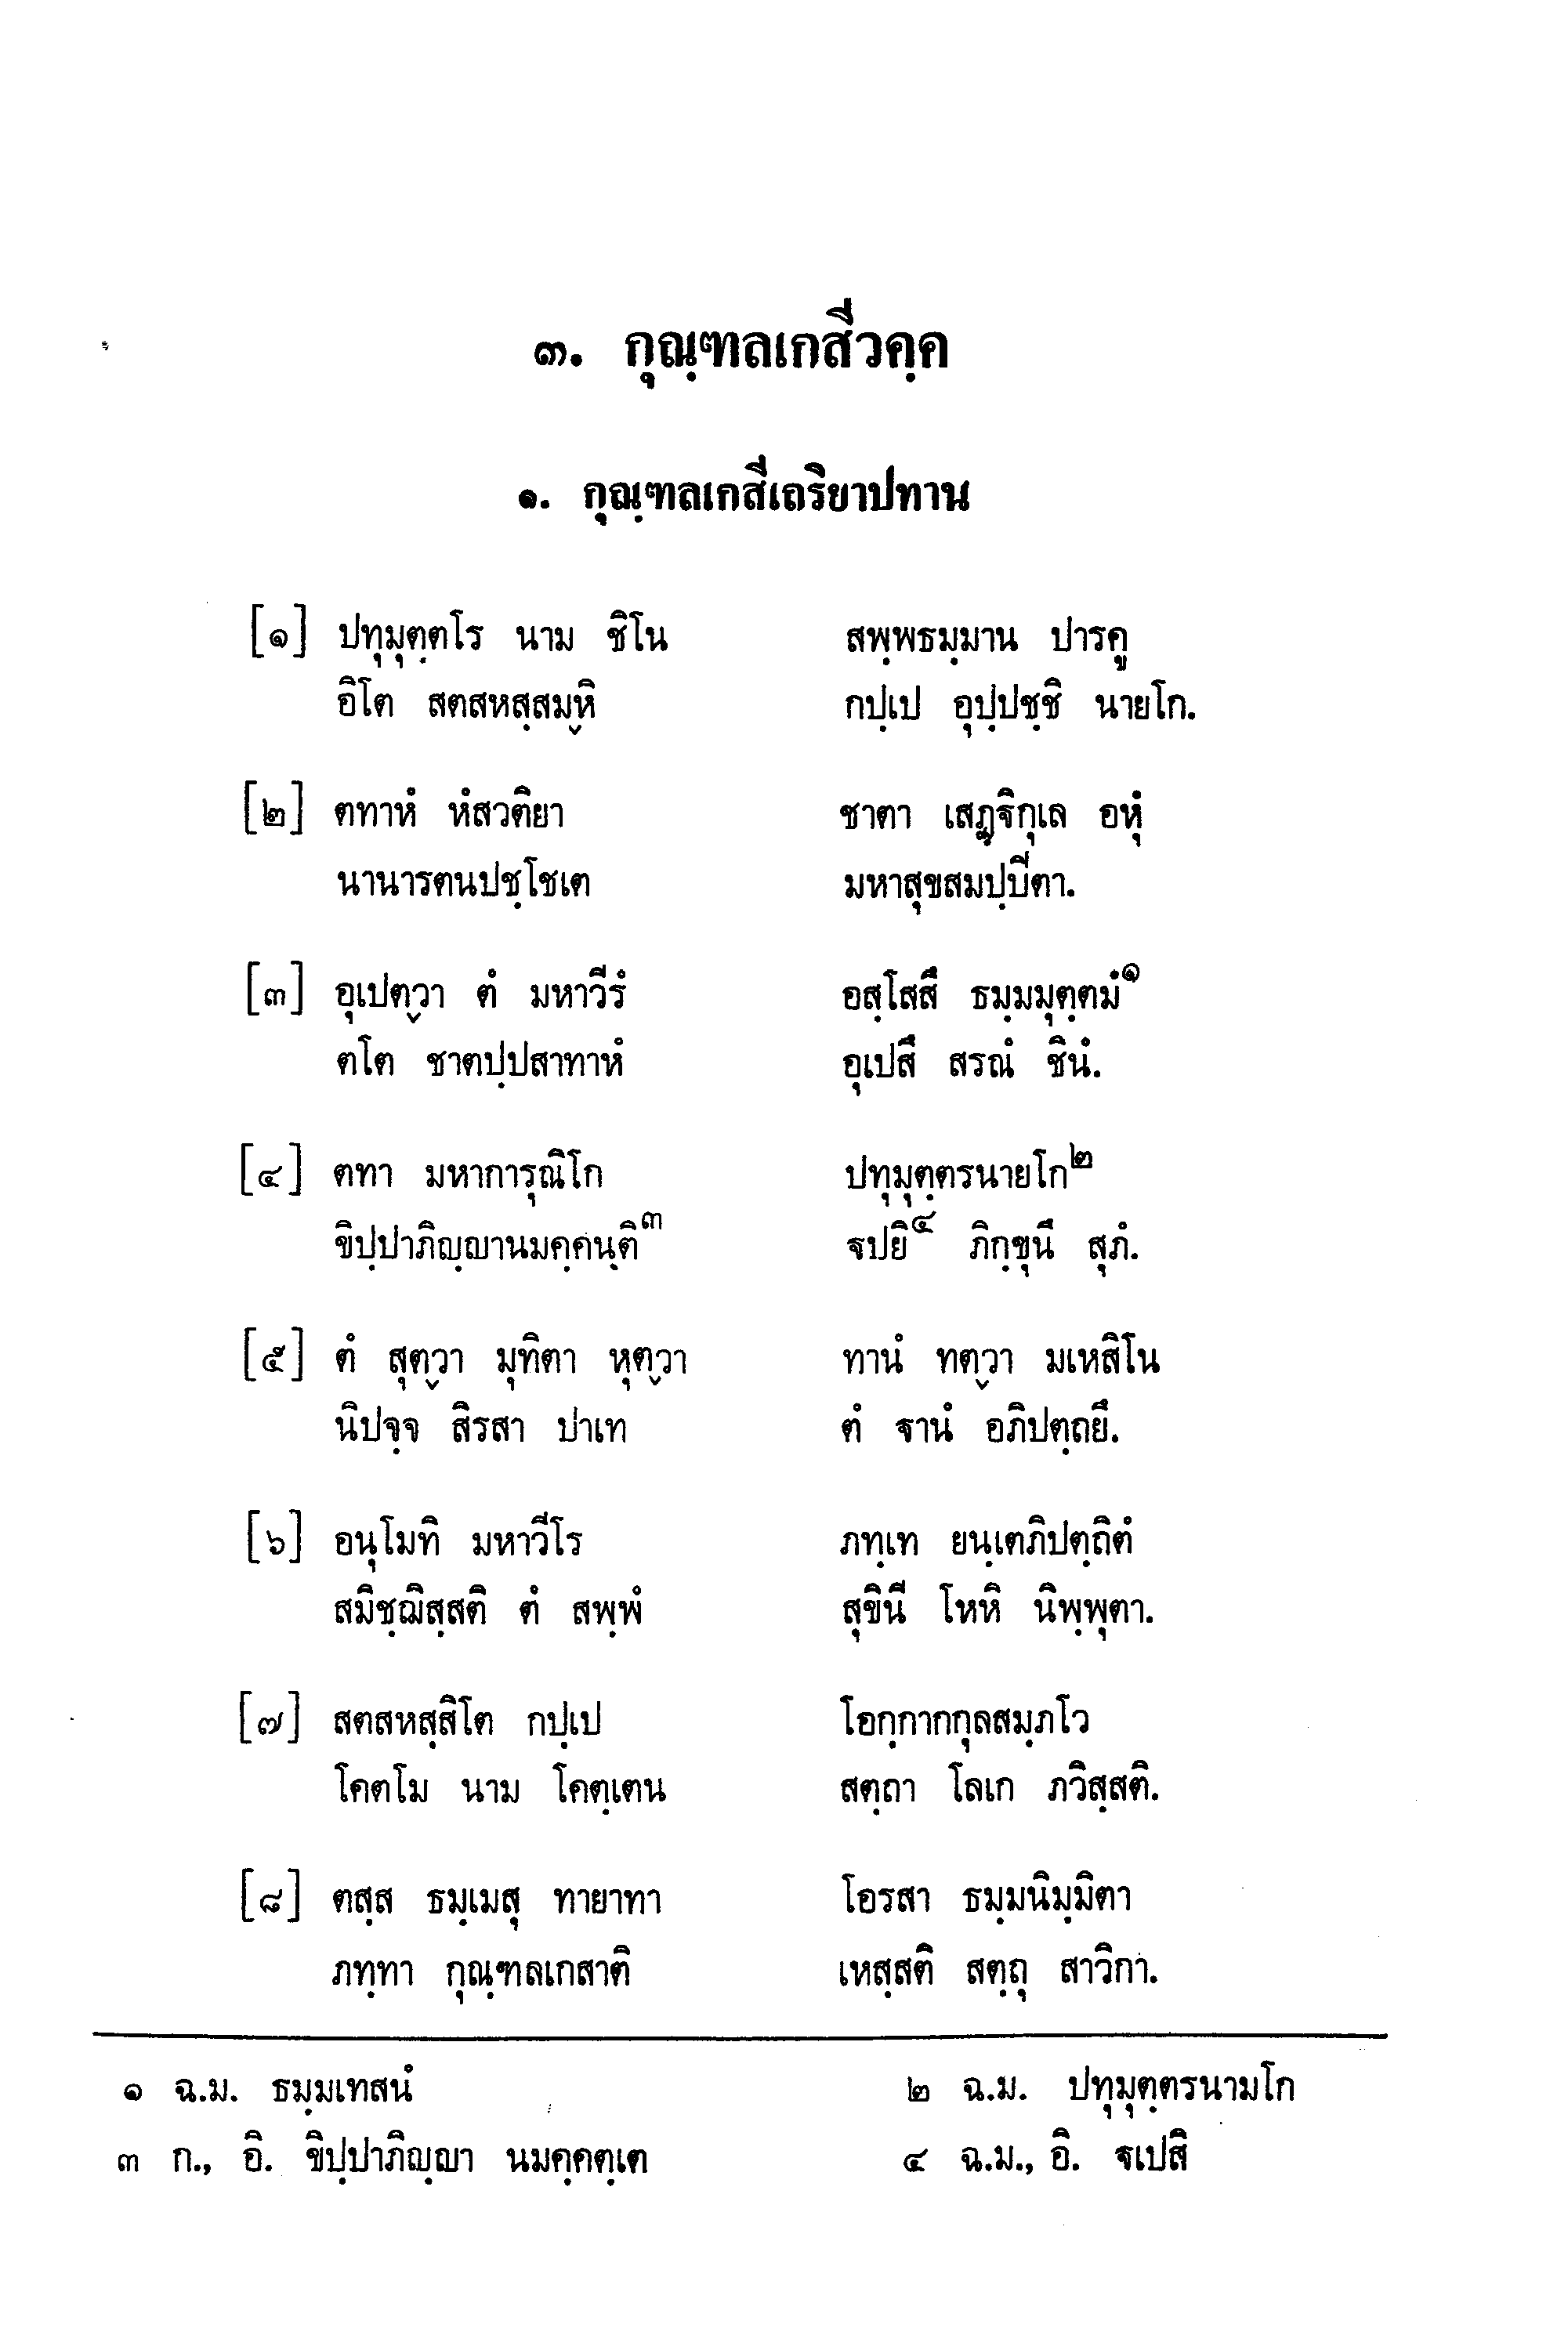 ๓. กุณฺฑลเกสีวคฺค
๑. กุณฺฑลเกสีเถริยาปทาน
[๑] ปทุมุตฺตโร นาม ชิโน สพฺพธมฺมาน ปารคู
อิโต สตสหสฺสมฺหิ กปฺเป อุปฺปชฺชิ นายโก.
[๒] ตทาหํ หํสวติยา ชาตา เสฏฺฐิกุเล อหุํ
นานารตนปชฺโชเต มหาสุขสมปฺปีตา.
[๓] อุเปตฺวา ตํ มหาวีรํ อสฺโสสึ ธมฺมมุตฺตมํ๑
ตโต ชาตปฺปสาทาหํ อุเปสึ สรณํ ชินํ.
[๔] ตทา มหาการุณิโก ปทุมุตฺตรนายโก๒
ขิปฺปาภิญฺญานมคฺคนฺติ๓ ฐปยิ๔ ภิกฺขุนึ สุภํ.
[๕] ตํ สุตฺวา มุทิตา หุตฺวา ทานํ ทตฺวา มเหสิโน
นิปจฺจ สิรสา ปาเท ตํ ฐานํ อภิปตฺถยึ.
[๖] อนุโมทิ มหาวีโร ภทฺเท ยนฺเตภิปตฺถิตํ
สมิชฺฌิสฺสติ ตํ สพฺพํ สุขินี โหหิ นิพฺพุตา.
[๗] สตสหสฺสิโต กปฺเป โอกฺกากกุลสมฺภโว
โคตโม นาม โคตฺเตน สตฺถา โลเก ภวิสฺสติ.
[๘] ตสฺส ธมฺเมสุ ทายาทา โอรสา ธมฺมนิมฺมิตา
ภทฺทา กุณฺฑลเกสาติ เหสฺสติ สตฺถุ สาวิกา.
๑ ฉ.ม. ธมฺมเทสนํ ๒ ฉ.ม. ปทุมุตฺตรนามโก
๓ ก., อิ. ขิปฺปาภิญฺญา นมคฺคตฺเต ๔ ฉ.ม., อิ. ฐเปสิ